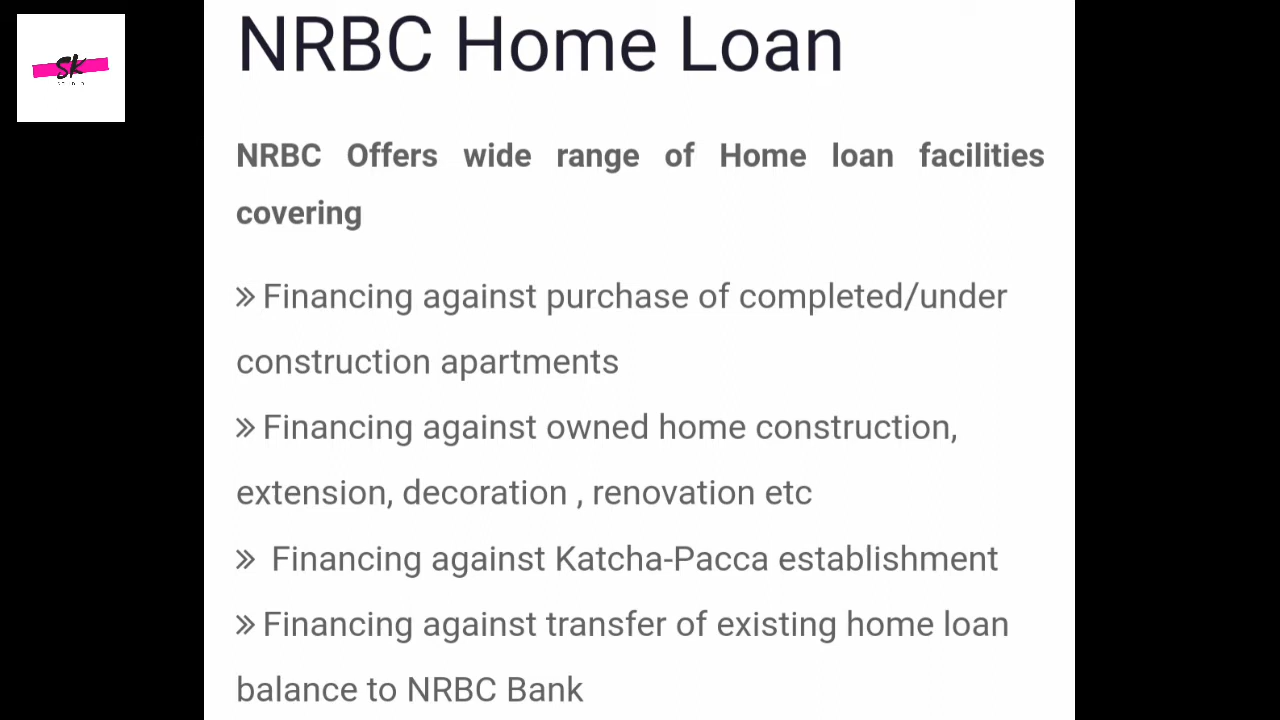 SK
NRBC Home Loan
NRBC Offers wide range of Home loan facilities
covering
» Financing against purchase of completed/under
construction apartments
» Financing against owned home construction,
extension, decoration , renovation etc
» Financing against Katcha-Pacca establishment
» Financing against transfer of existing home loan
balance to NRBC Bank